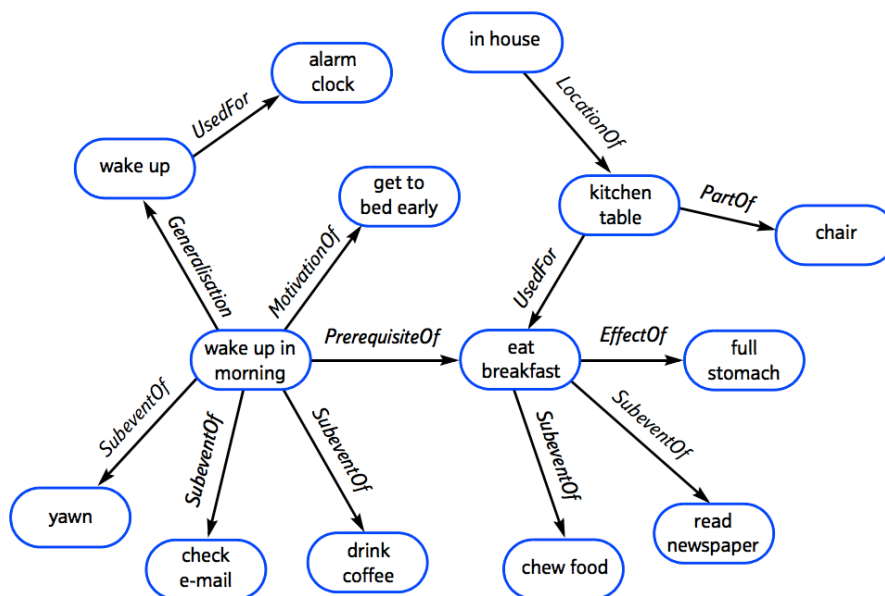 in house
alarm
clock
UsedFor
LocationOf
wake up
get to
bed early
kitchen
table
PartOf
chair
Generalisation
MotivationOf
UsedFor
wake up in
morning
PrerequisiteOf
eat
breakfast
EffectOf
full
stomach
SubeventOf
SubeventOf
SubeventOf
SubeventOf
SubeventOf
yawn
check
e-mail
drink
coffee
chew food
read
newspaper